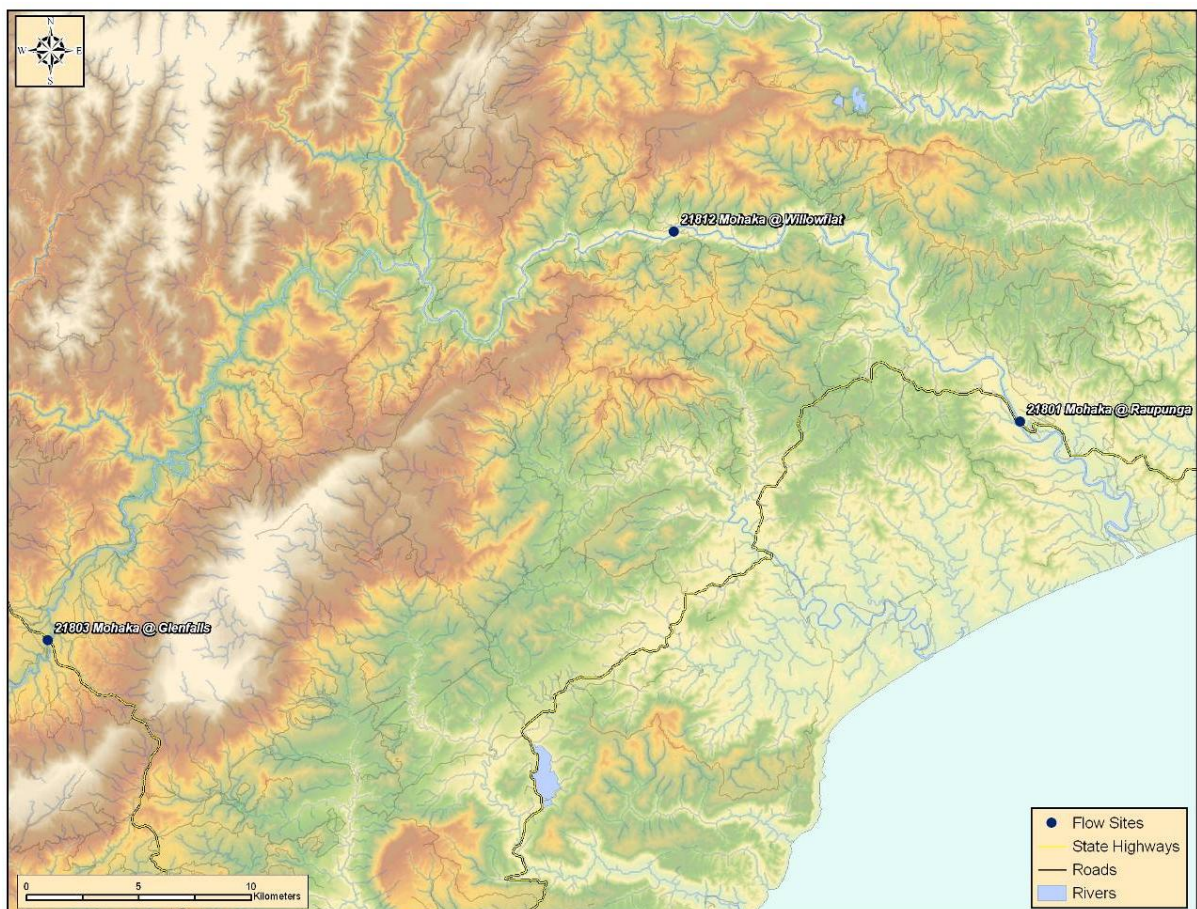 N
W E
S
21812 Mohaka @ Willowflat
21801 Mohaka @ Raupunga
21803 Mohaka @ Glenfalls
0 5 10
Kilometers
Flow Sites
State Highways
Roads
Rivers